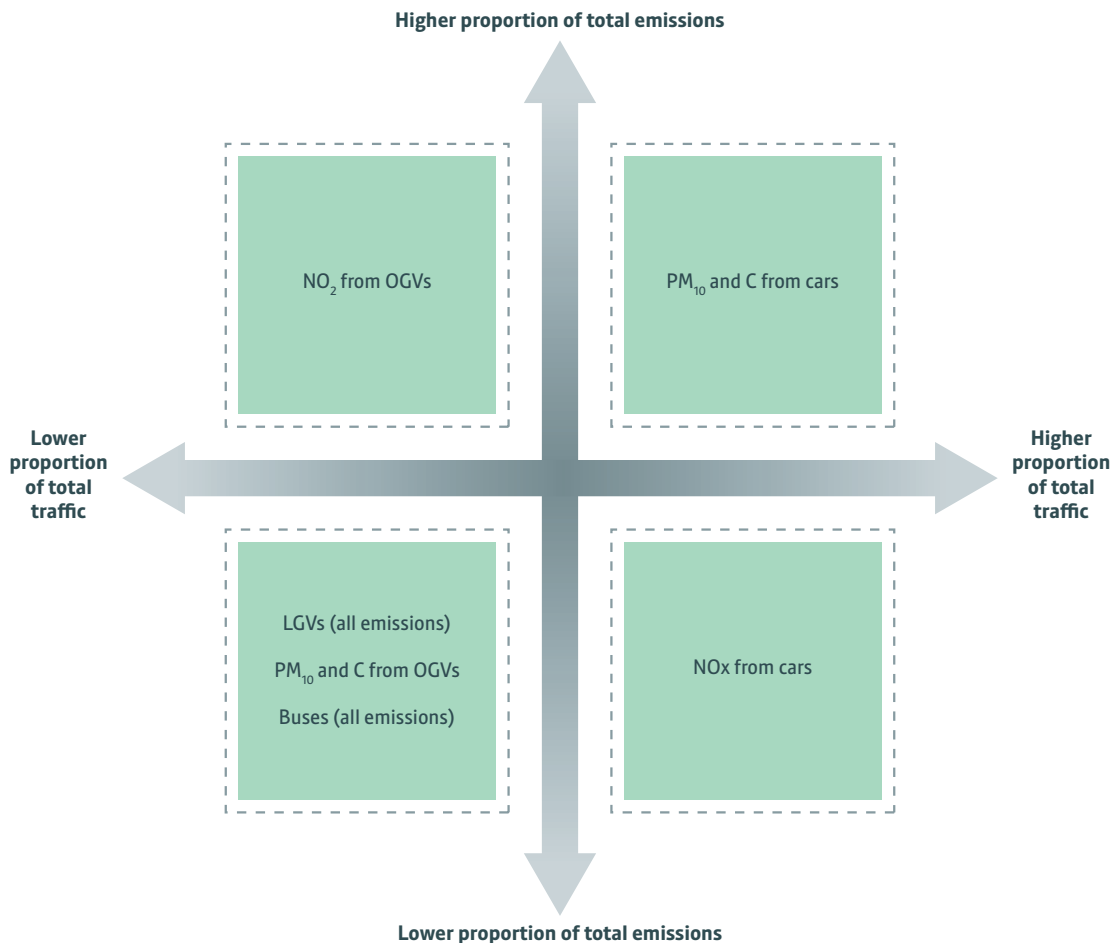 Higher proportion of total emissions
NO₂ from OGVs
PM₁₀ and C from cars
Lower
proportion
of total
traffic
Higher
proportion
of total
traffic
LGVs (all emissions)
PM₁₀ and C from OGVs
Buses (all emissions)
NOx from cars
Lower proportion of total emissions